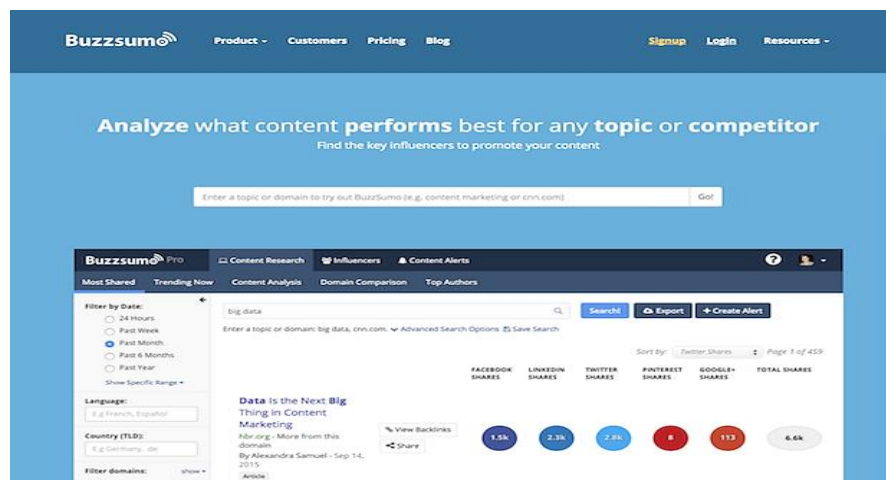 Buzzsumo Product Customers Pricing Blog Signup Login Resources
Analyze what content performs best for any topic or competitor
Find the key influencers to promote your content
Enter a topic or domain to try out BuzzSumo (e.g. content marketing or cnn.com) Go!
Buzzsumo Pro Content Research Influencers Content Alerts ?
Most Shared Trending Now Content Analysis Domain Comparison Top Authors
Filter by Date:
24 Hours
Past Week
Past Month
Past 6 Months
Past Year
Show Specific Range
Language:
E.g French, Español
Country (TLD):
E.g Germany, .de
Filter domains: show
big data Search! Export + Create Alert
Enter a topic or domain: big data, cnn.com. Advanced Search Options Save Search
Sort by: Twitter Shares Page 1 of 459
FACEBOOK SHARES LINKEDIN SHARES TWITTER SHARES PINTEREST SHARES GOOGLE+ SHARES TOTAL SHARES
Data Is the Next Big
Thing in Content
Marketing
hbr.org - More from this
domain
By Alexandra Samuel - Sep 14,
2015
Article
View Backlinks
Share
1.5k 2.3k 2.8k 8 113 6.6k